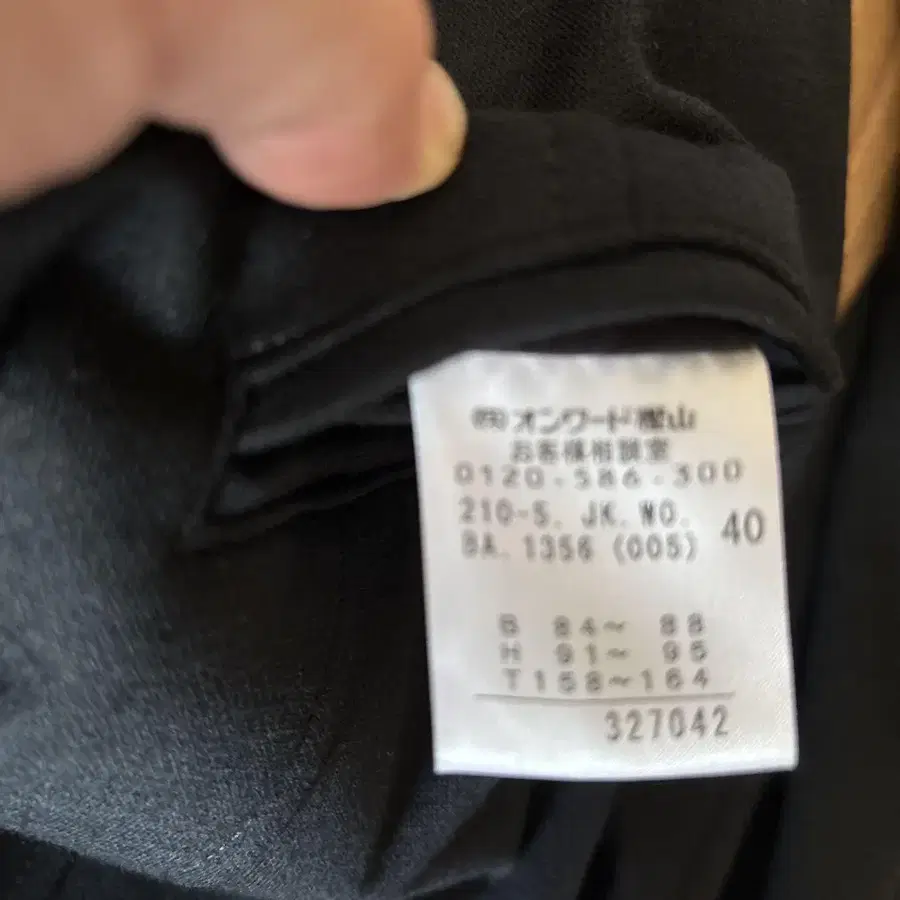 ㈱オンワード樫山
お客様相談室
0120-586-300
210-S. JK. WO.
BA. 1356 (005) 40
B 84～ 88
H 91～ 95
T 158～164
327042